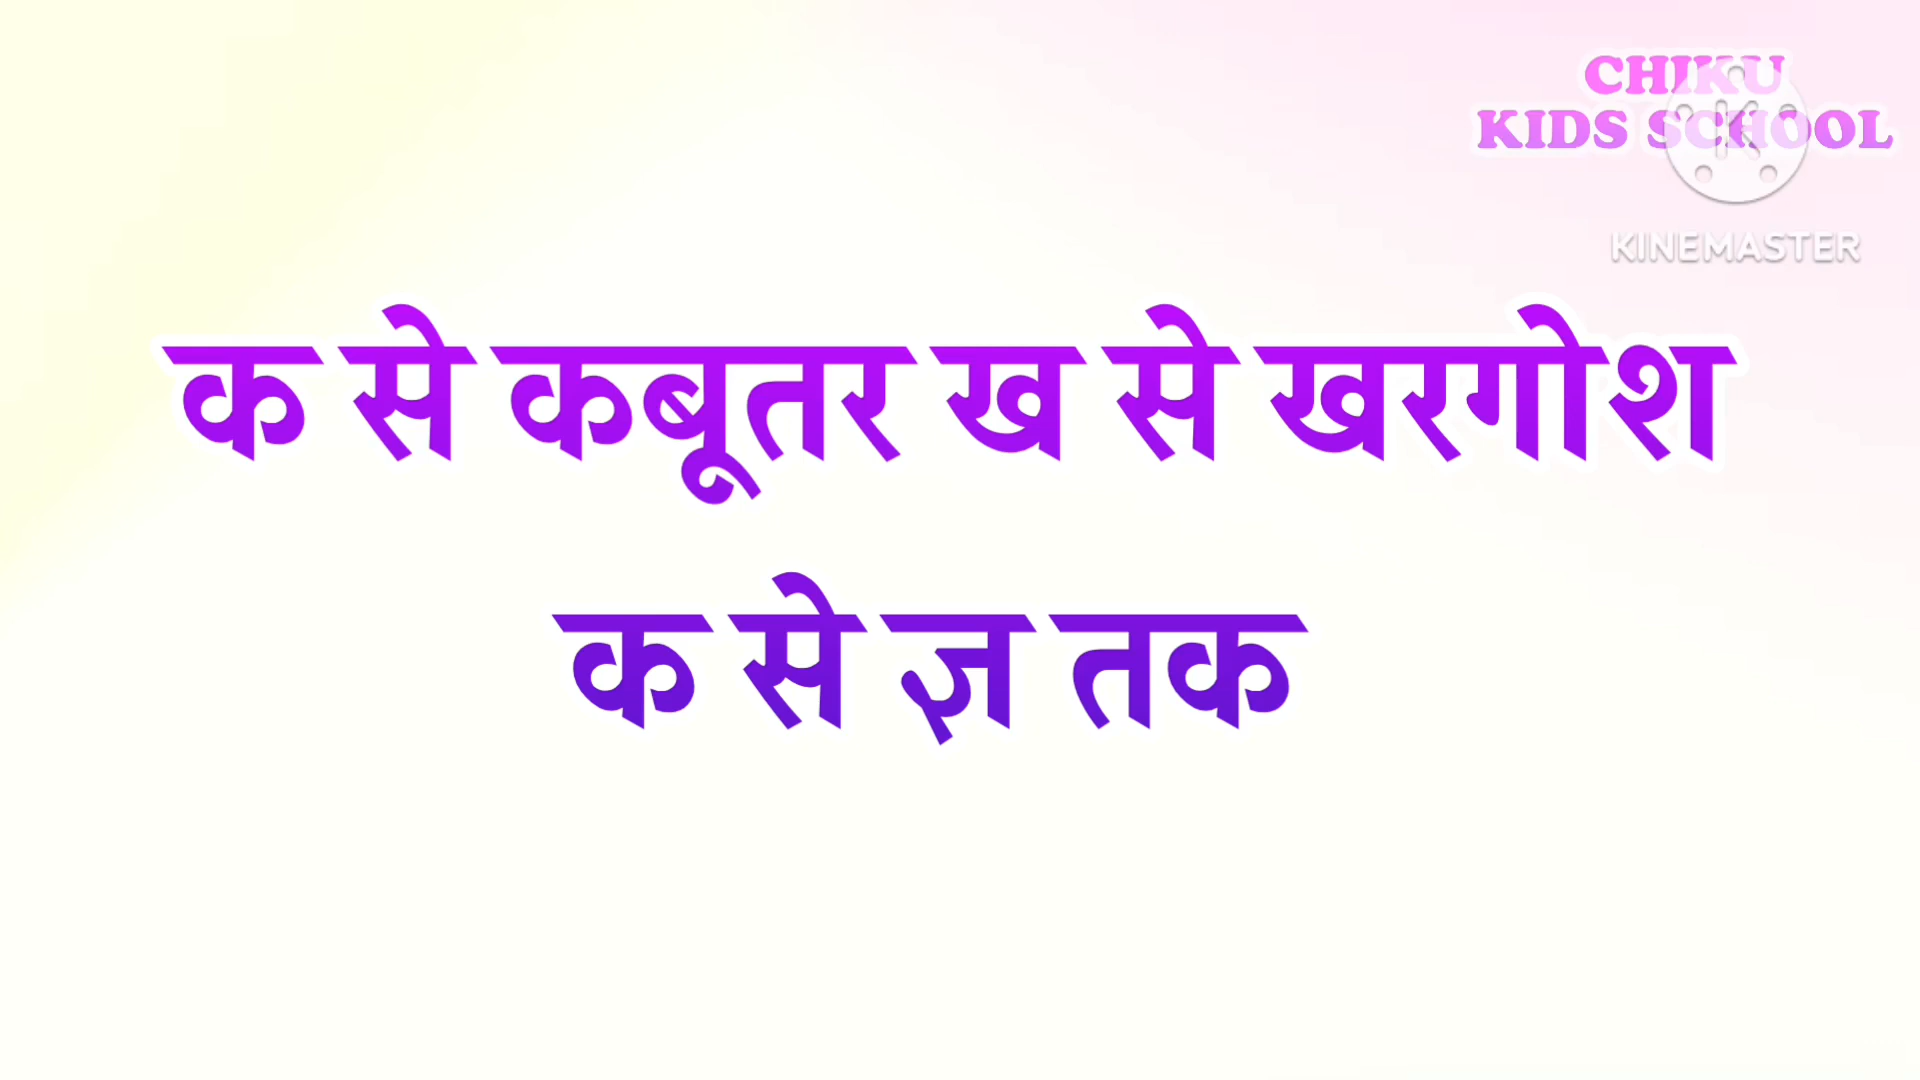 CHIKU
KIDS SCHOOL
KINEMASTER
क से कबूतर ख से खरगोश
क से ज्ञ तक